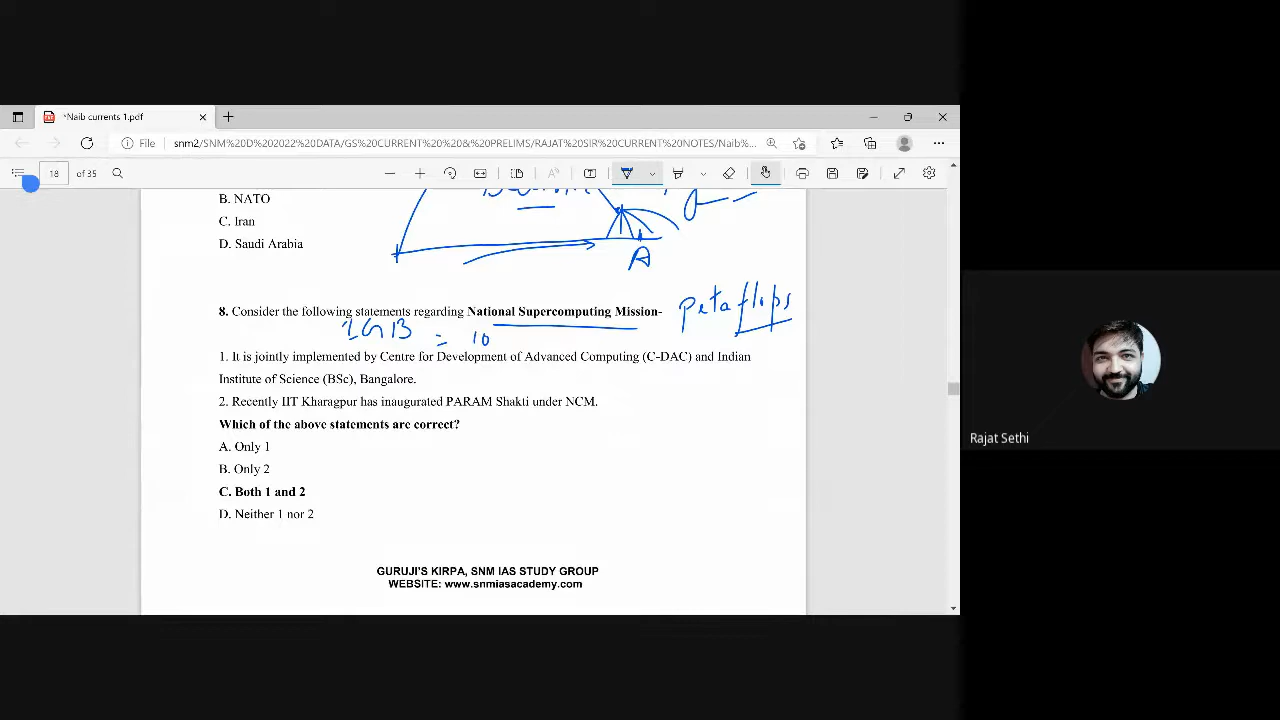 *Naib currents 1.pdf
File snm2/SNM%20D%202022%20DATA/GS%20CURRENT%20%20&%20PRELIMS/RAJAT%20SIR%20CURRENT%20NOTES/Naib%...
18 of 35
B. NATO
C. Iran
D. Saudi Arabia
A
8. Consider the following statements regarding National Supercomputing Mission- petaflops
1GB = 10
1. It is jointly implemented by Centre for Development of Advanced Computing (C-DAC) and Indian
Institute of Science (BSc), Bangalore.
2. Recently IIT Kharagpur has inaugurated PARAM Shakti under NCM.
Which of the above statements are correct?
A. Only 1
B. Only 2
C. Both 1 and 2
D. Neither 1 nor 2
GURUJI'S KIRPA, SNM IAS STUDY GROUP
WEBSITE: www.snmiasacademy.com
Rajat Sethi